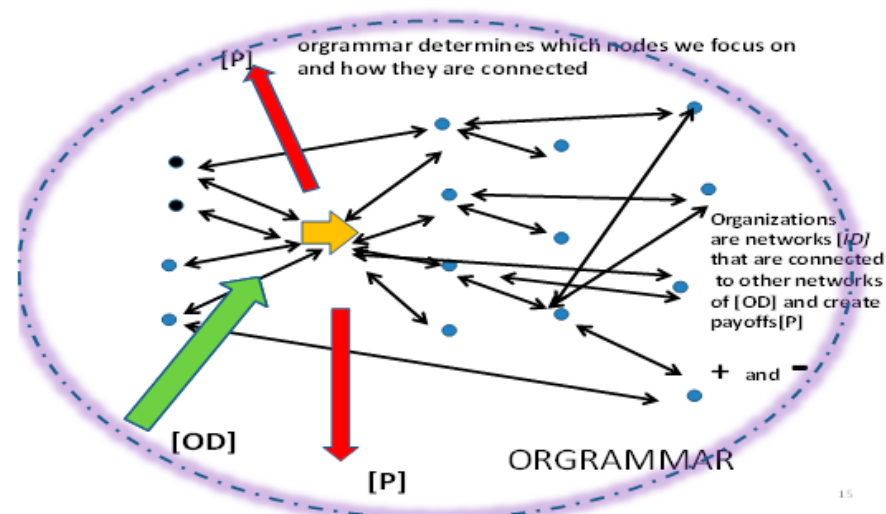 [P]
orgrammar determines which nodes we focus on
and how they are connected
Organizations
are networks [iD]
that are connected
to other networks
of [OD] and create
payoffs[P]
+ and -
[OD]
[P]
ORGRAMMAR
15